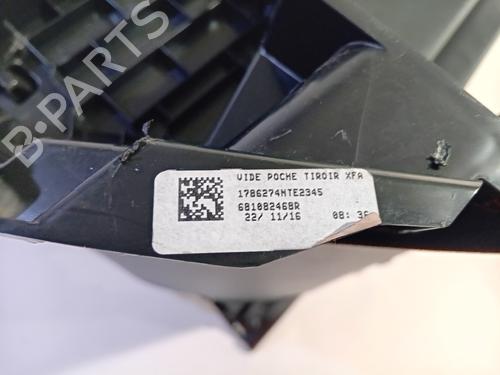 B-PARTS
VIDE POCHE TIROIR XFA
1786274NTE2345
681082468R
22/ 11/16 08: 36